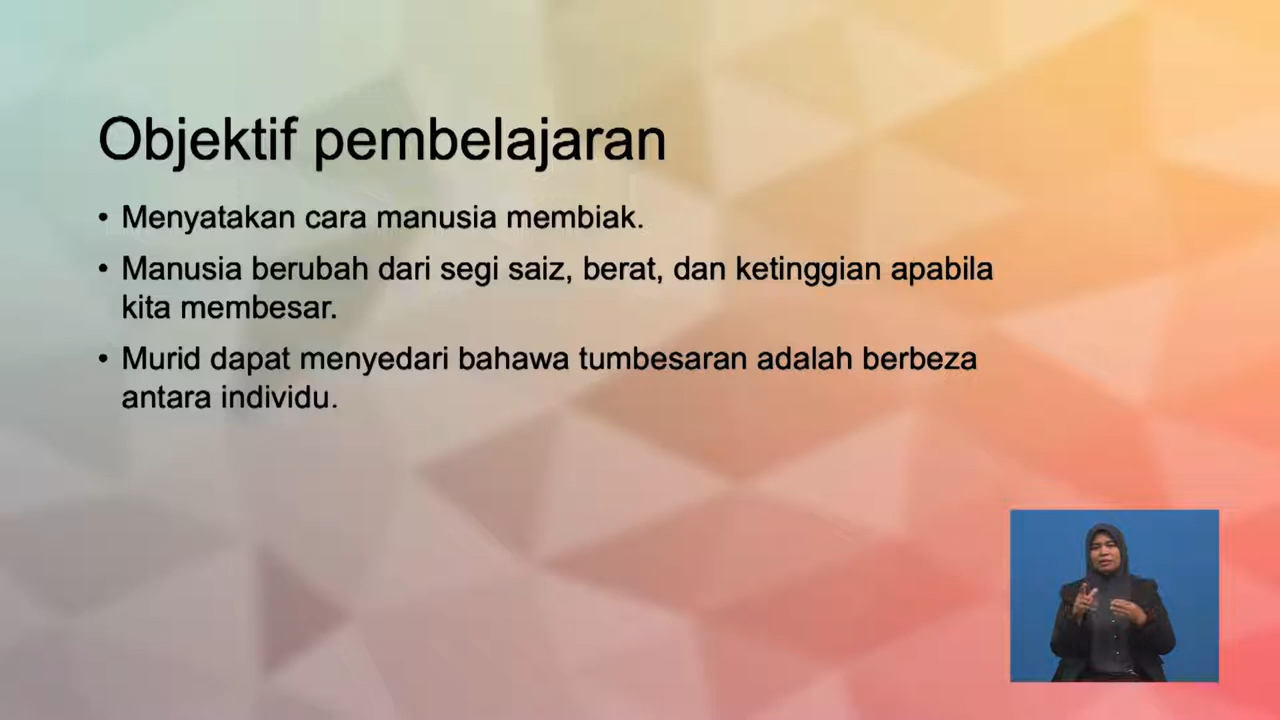 Objektif pembelajaran
• Menyatakan cara manusia membiak.
• Manusia berubah dari segi saiz, berat, dan ketinggian apabila
kita membesar.
• Murid dapat menyedari bahawa tumbesaran adalah berbeza
antara individu.